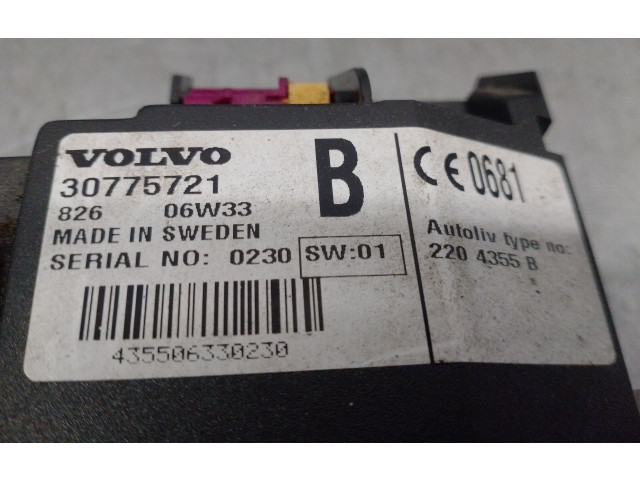 VOLVO
30775721
826 06W33
MADE IN SWEDEN
SERIAL NO: 0230 SW:01
435506330230
B
CE 0681
Autoliv type no:
220 4355 B